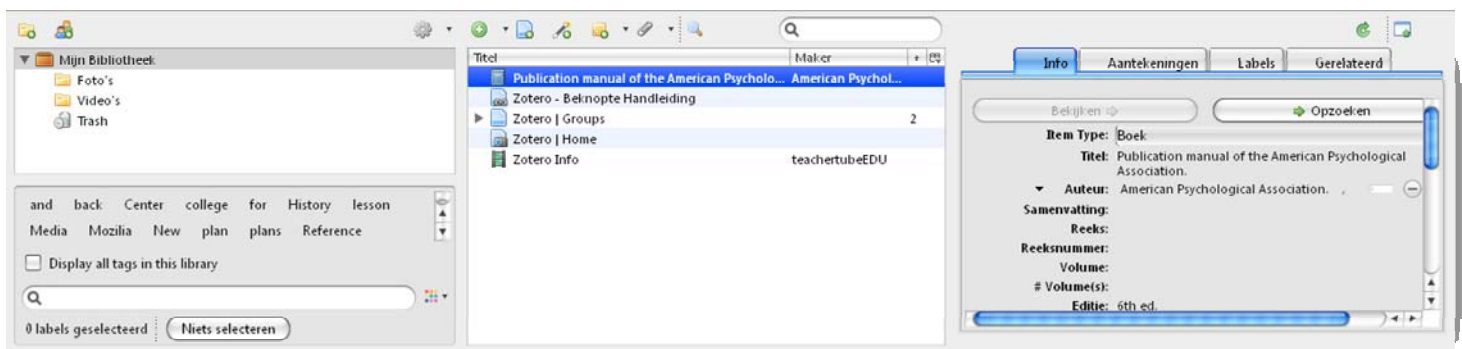 Mijn Bibliotheek
Foto's
Video's
Trash
and back Center college for History lesson
Media Mozilia New plan plans Reference
Display all tags in this library
0 labels geselecteerd Niets selecteren
Titel Maker
Publication manual of the American Psycholo... American Psychol...
Zotero - Beknopte Handleiding
Zotero | Groups 2
Zotero | Home
Zotero Info teachertubeEDU
Info Aantekeningen Labels Gerelateerd
Bekijken Opzoeken
Item Type: Boek
Titel: Publication manual of the American Psychological
Association.
Auteur: American Psychological Association. ,
Samenvatting:
Reeks:
Reeksnummer:
Volume:
# Volume(s):
Editie: 6th ed.